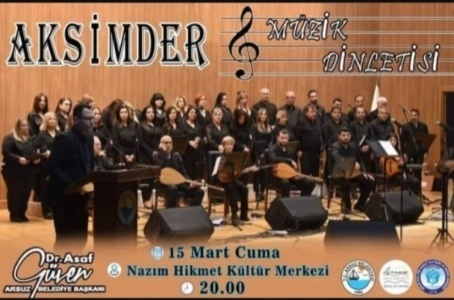 AKSİMDER
MÜZİK
DİNLETİSİ
15 Mart Cuma
Nazım Hikmet Kültür Merkezi
20.00
Dr. Asaf
Güven
ARSUZ BELEDİYE BAŞKANI